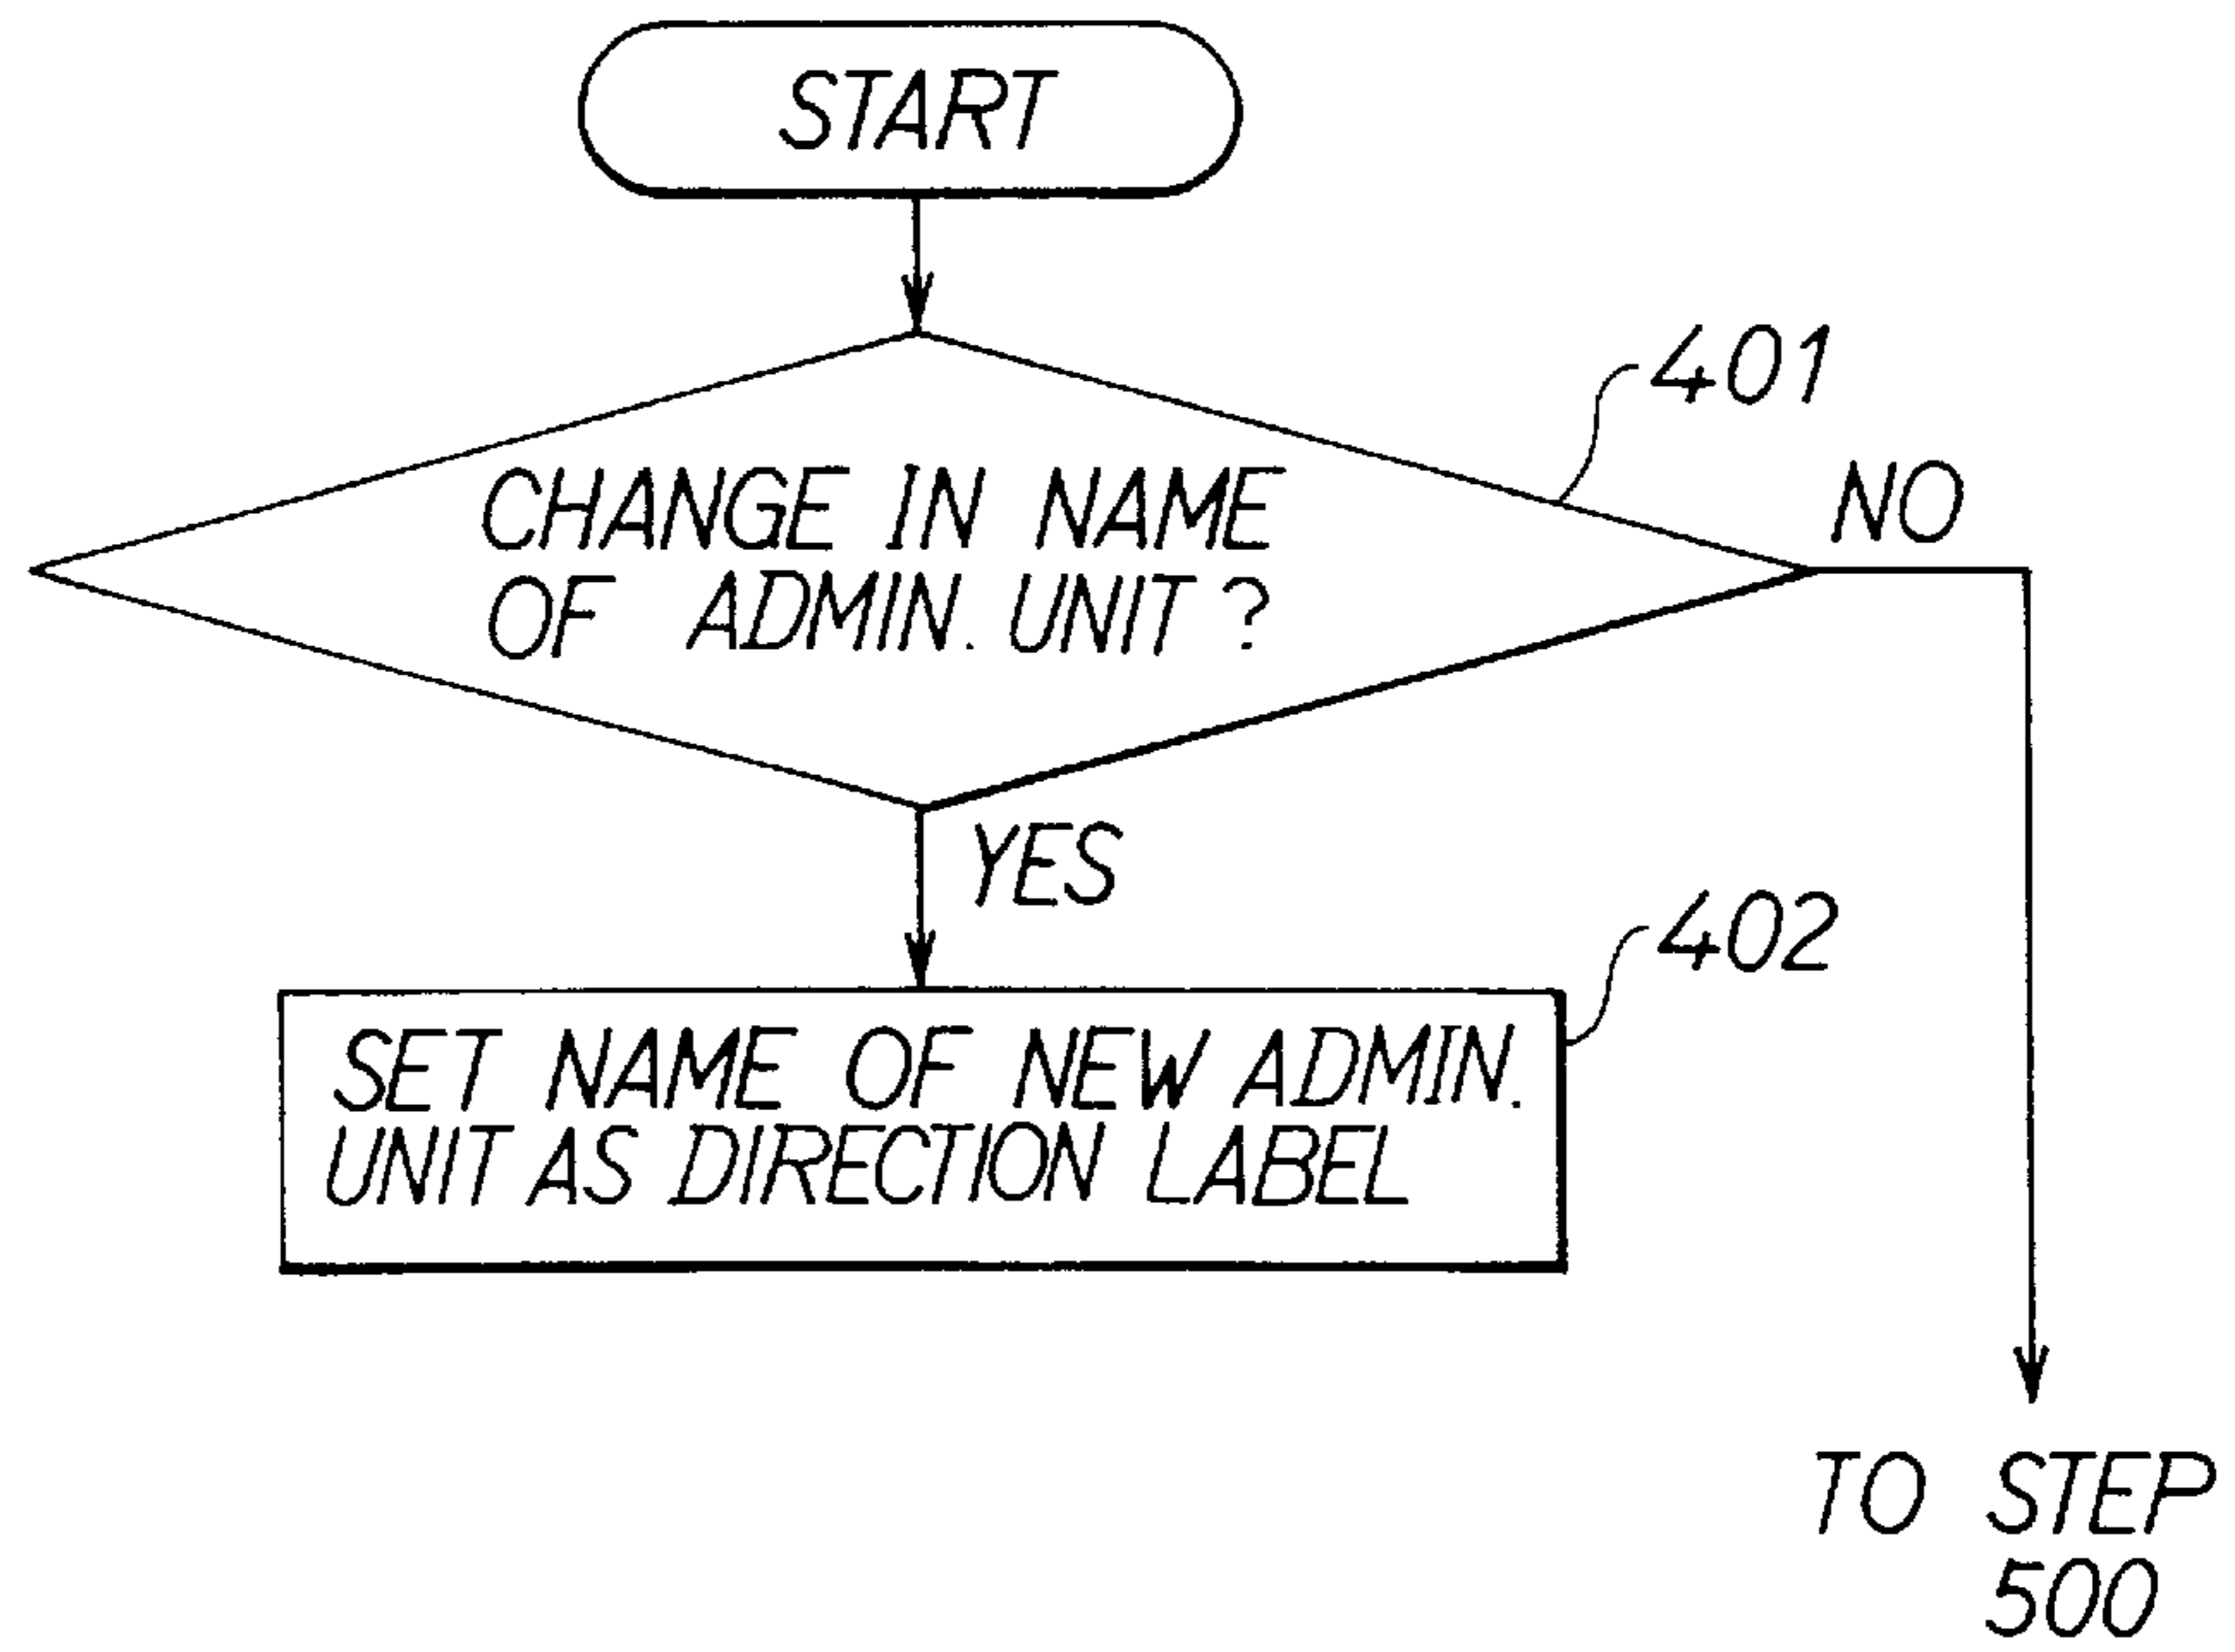 START
401
CHANGE IN NAME
OF ADMIN. UNIT?
NO
YES
402
SET NAME OF NEW ADMIN.
UNIT AS DIRECTION LABEL
TO STEP
500